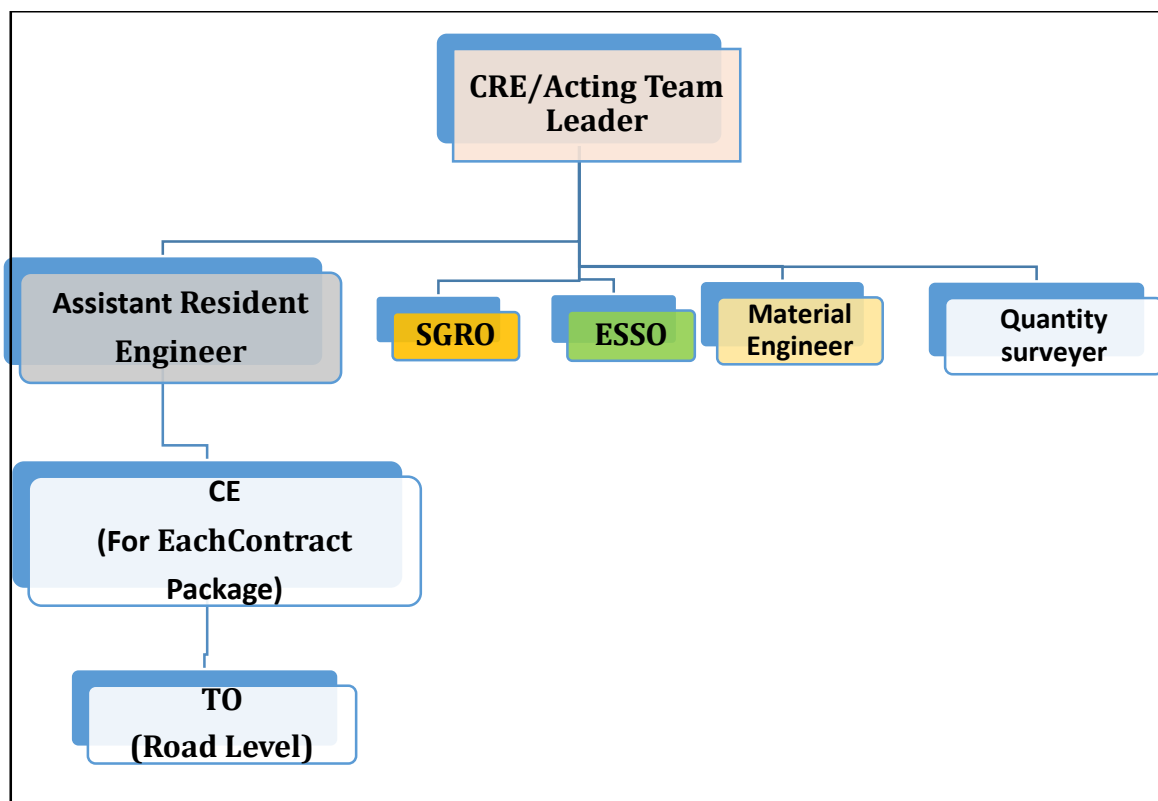 CRE/Acting Team
Leader
Assistant Resident
Engineer
SGRO
ESSO
Material
Engineer
Quantity
surveyer
CE
(For EachContract
Package)
TO
(Road Level)